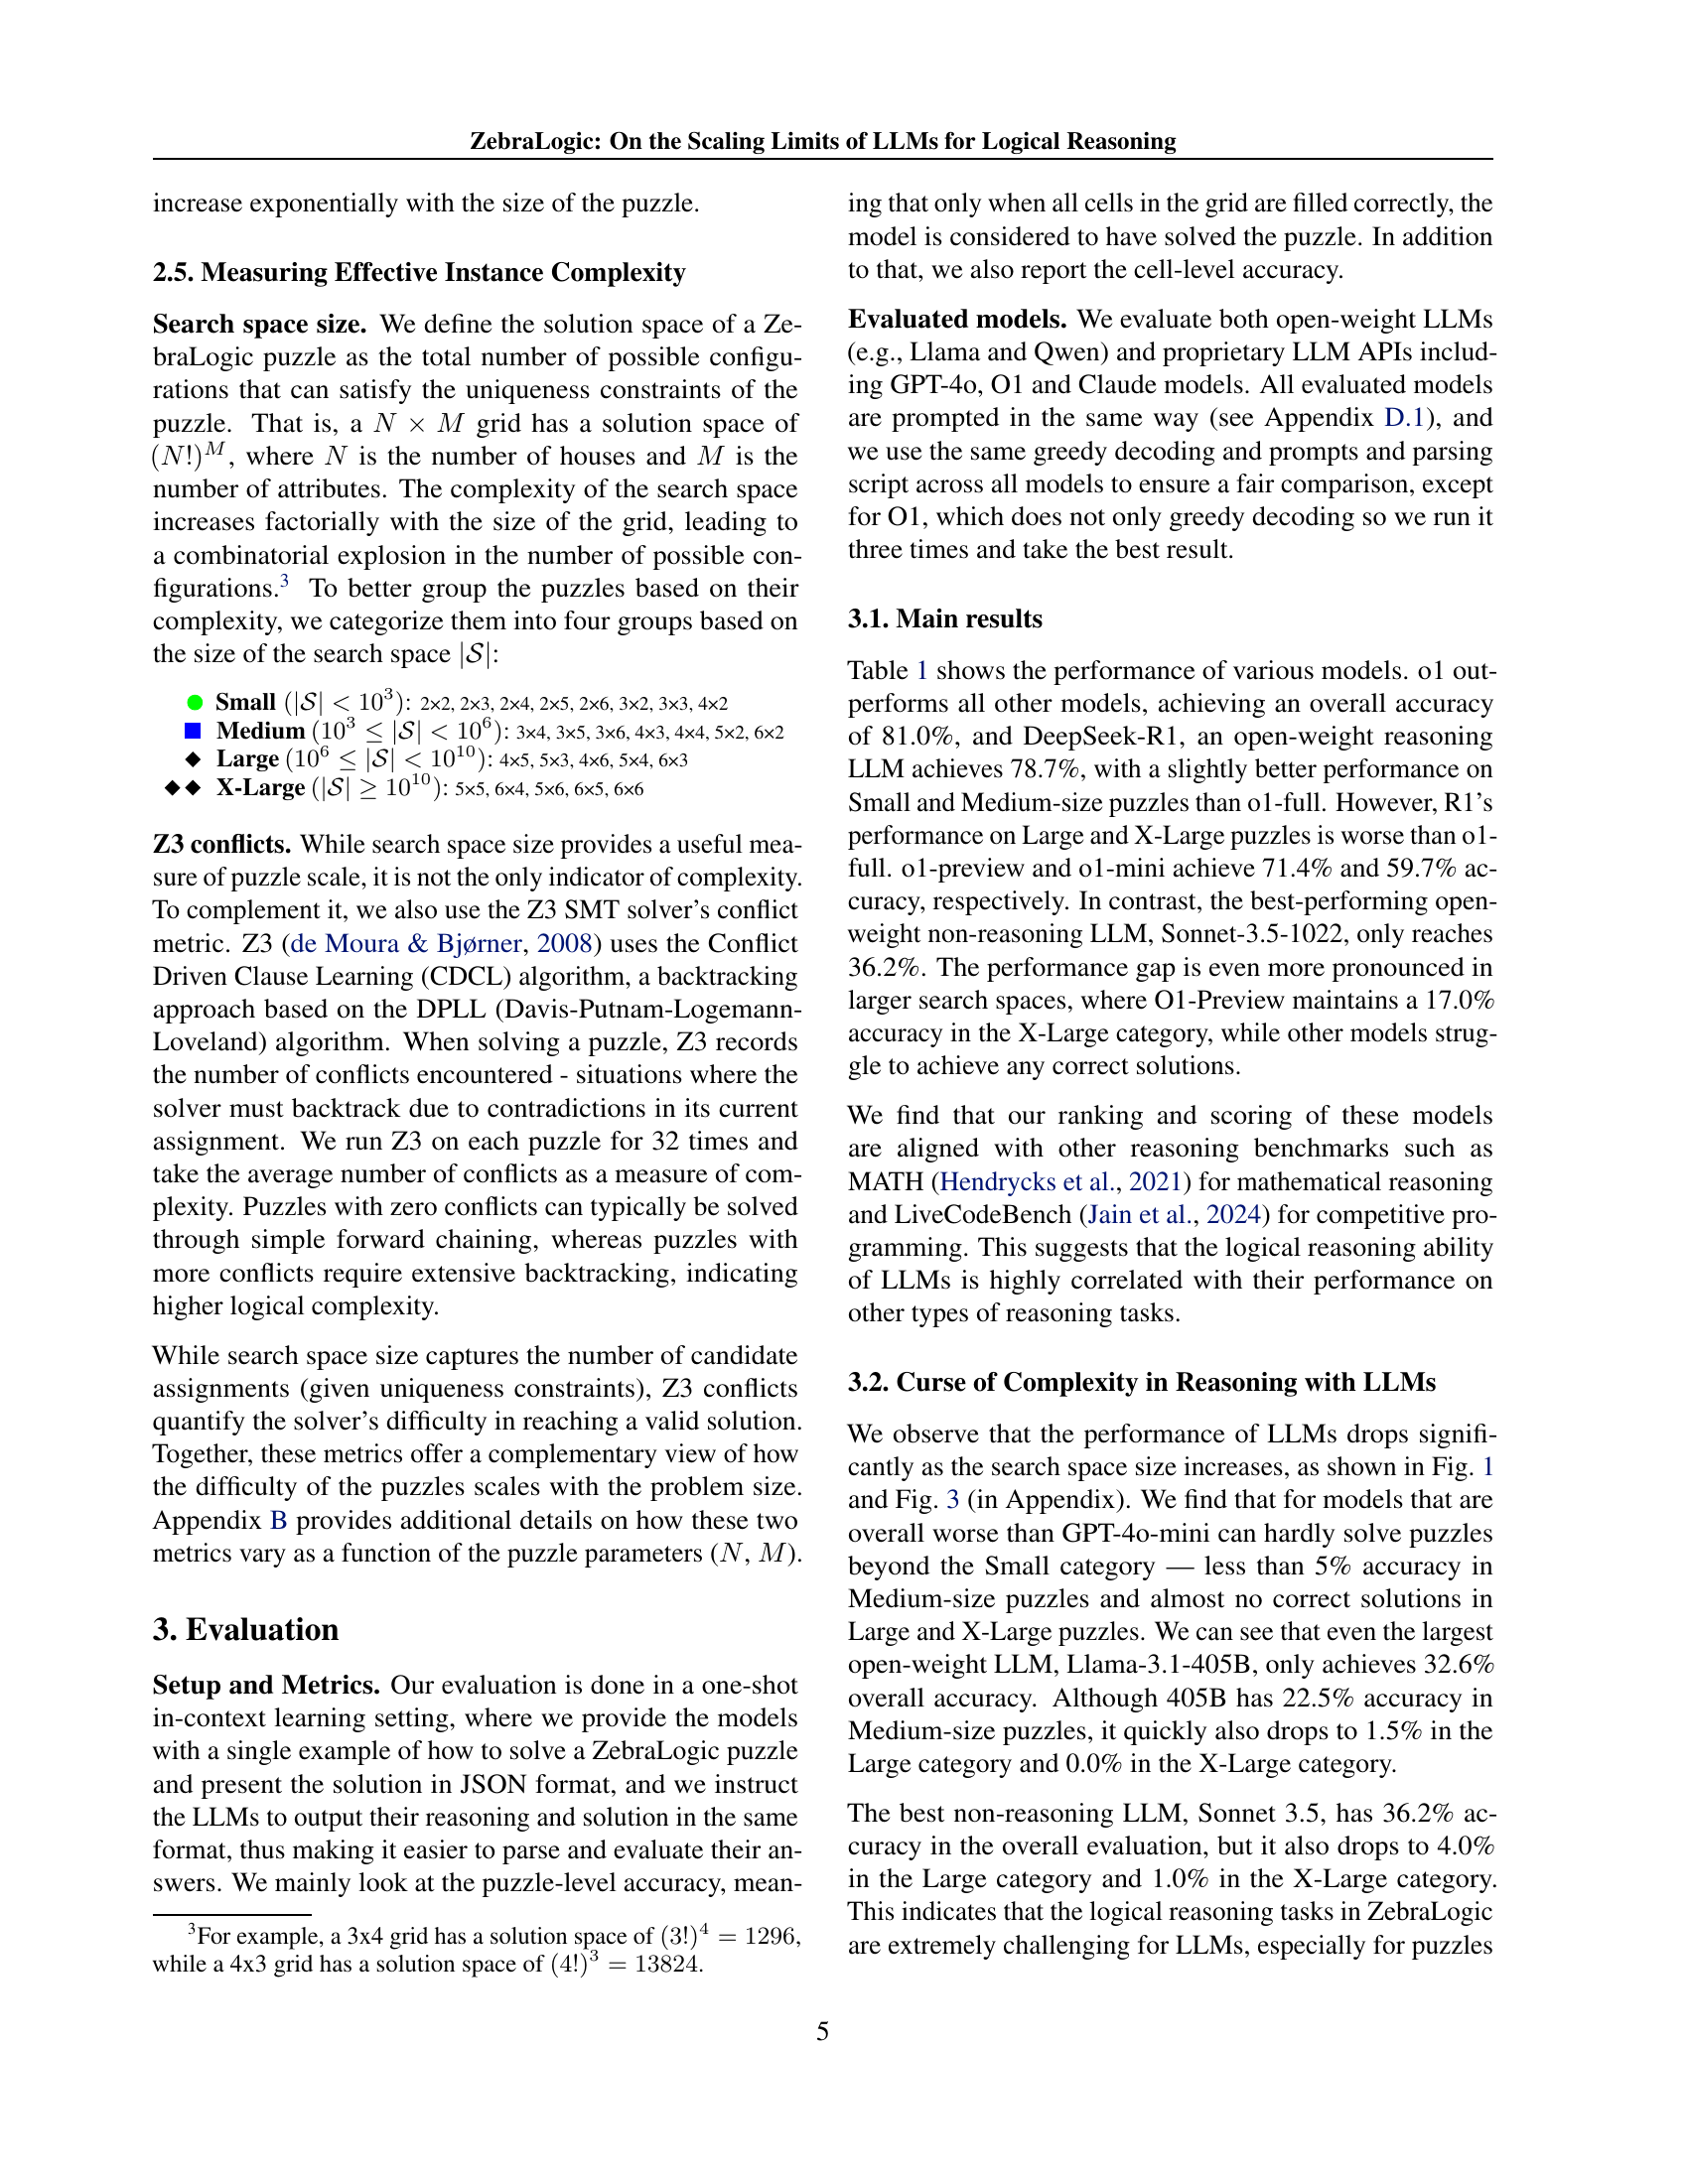 ZebraLogic: On the Scaling Limits of LLMs for Logical Reasoning
increase exponentially with the size of the puzzle.
2.5. Measuring Effective Instance Complexity
Search space size. We define the solution space of a Ze-
braLogic puzzle as the total number of possible configu-
rations that can satisfy the uniqueness constraints of the
puzzle. That is, a N × M grid has a solution space of
(N!)^M, where N is the number of houses and M is the
number of attributes. The complexity of the search space
increases factorially with the size of the grid, leading to
a combinatorial explosion in the number of possible con-
figurations.³ To better group the puzzles based on their
complexity, we categorize them into four groups based on
the size of the search space |S|:
● Small (|S| < 10³): 2×2, 2×3, 2×4, 2×5, 2×6, 3×2, 3×3, 4×2
■ Medium (10³ ≤ |S| < 10⁶): 3×4, 3×5, 3×6, 4×3, 4×4, 5×2, 6×2
◆ Large (10⁶ ≤ |S| < 10¹⁰): 4×5, 5×3, 4×6, 5×4, 6×3
◆◆ X-Large (|S| ≥ 10¹⁰): 5×5, 6×4, 5×6, 6×5, 6×6
Z3 conflicts. While search space size provides a useful mea-
sure of puzzle scale, it is not the only indicator of complexity.
To complement it, we also use the Z3 SMT solver's conflict
metric. Z3 (de Moura & Bjørner, 2008) uses the Conflict
Driven Clause Learning (CDCL) algorithm, a backtracking
approach based on the DPLL (Davis-Putnam-Logemann-
Loveland) algorithm. When solving a puzzle, Z3 records
the number of conflicts encountered - situations where the
solver must backtrack due to contradictions in its current
assignment. We run Z3 on each puzzle for 32 times and
take the average number of conflicts as a measure of com-
plexity. Puzzles with zero conflicts can typically be solved
through simple forward chaining, whereas puzzles with
more conflicts require extensive backtracking, indicating
higher logical complexity.
While search space size captures the number of candidate
assignments (given uniqueness constraints), Z3 conflicts
quantify the solver's difficulty in reaching a valid solution.
Together, these metrics offer a complementary view of how
the difficulty of the puzzles scales with the problem size.
Appendix B provides additional details on how these two
metrics vary as a function of the puzzle parameters (N, M).
3. Evaluation
Setup and Metrics. Our evaluation is done in a one-shot
in-context learning setting, where we provide the models
with a single example of how to solve a ZebraLogic puzzle
and present the solution in JSON format, and we instruct
the LLMs to output their reasoning and solution in the same
format, thus making it easier to parse and evaluate their an-
swers. We mainly look at the puzzle-level accuracy, mean-
³For example, a 3x4 grid has a solution space of (3!)⁴ = 1296,
while a 4x3 grid has a solution space of (4!)³ = 13824.
ing that only when all cells in the grid are filled correctly, the
model is considered to have solved the puzzle. In addition
to that, we also report the cell-level accuracy.
Evaluated models. We evaluate both open-weight LLMs
(e.g., Llama and Qwen) and proprietary LLM APIs includ-
ing GPT-4o, O1 and Claude models. All evaluated models
are prompted in the same way (see Appendix D.1), and
we use the same greedy decoding and prompts and parsing
script across all models to ensure a fair comparison, except
for O1, which does not only greedy decoding so we run it
three times and take the best result.
3.1. Main results
Table 1 shows the performance of various models. o1 out-
performs all other models, achieving an overall accuracy
of 81.0%, and DeepSeek-R1, an open-weight reasoning
LLM achieves 78.7%, with a slightly better performance on
Small and Medium-size puzzles than o1-full. However, R1's
performance on Large and X-Large puzzles is worse than o1-
full. o1-preview and o1-mini achieve 71.4% and 59.7% ac-
curacy, respectively. In contrast, the best-performing open-
weight non-reasoning LLM, Sonnet-3.5-1022, only reaches
36.2%. The performance gap is even more pronounced in
larger search spaces, where O1-Preview maintains a 17.0%
accuracy in the X-Large category, while other models strug-
gle to achieve any correct solutions.
We find that our ranking and scoring of these models
are aligned with other reasoning benchmarks such as
MATH (Hendrycks et al., 2021) for mathematical reasoning
and LiveCodeBench (Jain et al., 2024) for competitive pro-
gramming. This suggests that the logical reasoning ability
of LLMs is highly correlated with their performance on
other types of reasoning tasks.
3.2. Curse of Complexity in Reasoning with LLMs
We observe that the performance of LLMs drops signifi-
cantly as the search space size increases, as shown in Fig. 1
and Fig. 3 (in Appendix). We find that for models that are
overall worse than GPT-4o-mini can hardly solve puzzles
beyond the Small category — less than 5% accuracy in
Medium-size puzzles and almost no correct solutions in
Large and X-Large puzzles. We can see that even the largest
open-weight LLM, Llama-3.1-405B, only achieves 32.6%
overall accuracy. Although 405B has 22.5% accuracy in
Medium-size puzzles, it quickly also drops to 1.5% in the
Large category and 0.0% in the X-Large category.
The best non-reasoning LLM, Sonnet 3.5, has 36.2% ac-
curacy in the overall evaluation, but it also drops to 4.0%
in the Large category and 1.0% in the X-Large category.
This indicates that the logical reasoning tasks in ZebraLogic
are extremely challenging for LLMs, especially for puzzles
5